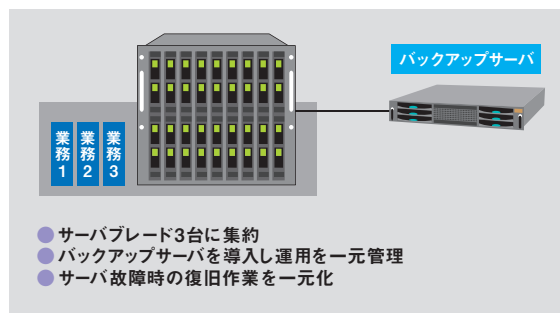 バックアップサーバ
業務1
業務2
業務3
サーバブレード3台に集約
バックアップサーバを導入し運用を一元管理
サーバ故障時の復旧作業を一元化